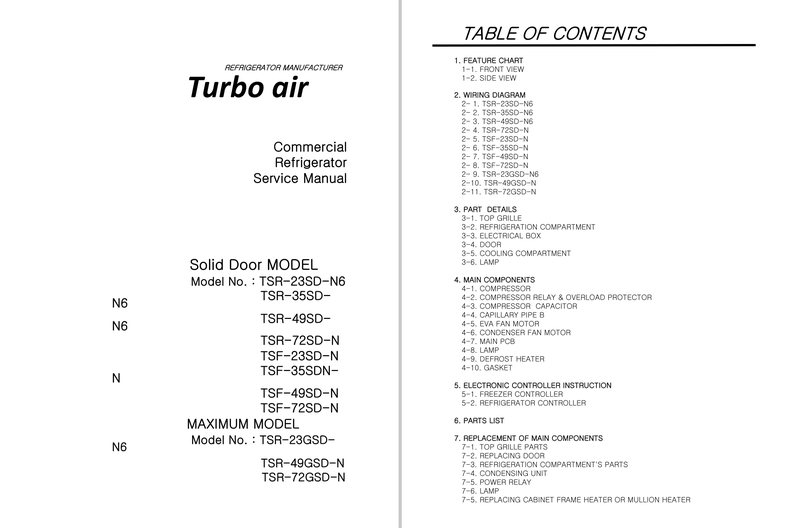 REFRIGERATOR MANUFACTURER
Turbo air
Commercial
Refrigerator
Service Manual
Solid Door MODEL
Model No. : TSR-23SD-N6
TSR-35SD-
N6
TSR-49SD-
N6
TSR-72SD-N
TSF-23SD-N
TSF-35SDN-
N
TSF-49SD-N
TSF-72SD-N
MAXIMUM MODEL
Model No. : TSR-23GSD-
N6
TSR-49GSD-N
TSR-72GSD-N
TABLE OF CONTENTS
1. FEATURE CHART
1-1. FRONT VIEW
1-2. SIDE VIEW
2. WIRING DIAGRAM
2- 1. TSR-23SD-N6
2- 2. TSR-35SD-N6
2- 3. TSR-49SD-N6
2- 4. TSR-72SD-N
2- 5. TSF-23SD-N
2- 6. TSF-35SD-N
2- 7. TSF-49SD-N
2- 8. TSF-72SD-N
2- 9. TSR-23GSD-N6
2-10. TSR-49GSD-N
2-11. TSR-72GSD-N
3. PART  DETAILS
3-1. TOP GRILLE
3-2. REFRIGERATION COMPARTMENT
3-3. ELECTRICAL BOX
3-4. DOOR
3-5. COOLING COMPARTMENT
3-6. LAMP
4. MAIN COMPONENTS
4-1. COMPRESSOR
4-2. COMPRESSOR RELAY & OVERLOAD PROTECTOR
4-3. COMPRESSOR  CAPACITOR
4-4. CAPILLARY PIPE B
4-5. EVA FAN MOTOR
4-6. CONDENSER FAN MOTOR
4-7. MAIN PCB
4-8. LAMP
4-9. DEFROST HEATER
4-10. GASKET
5. ELECTRONIC CONTROLLER INSTRUCTION
5-1. FREEZER CONTROLLER
5-2. REFRIGERATOR CONTROLLER
6. PARTS LIST
7. REPLACEMENT OF MAIN COMPONENTS
7-1. TOP GRILLE PARTS
7-2. REPLACING DOOR
7-3. REFRIGERATION COMPARTMENT'S PARTS
7-4. CONDENSING UNIT
7-5. POWER RELAY
7-6. LAMP
7-5. REPLACING CABINET FRAME HEATER OR MULLION HEATER